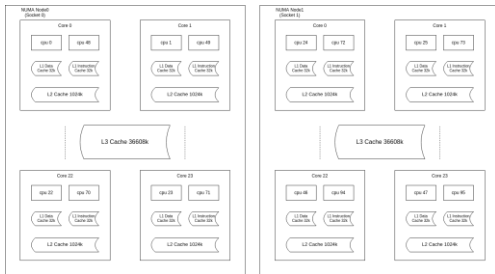 NUMA Node0
(Socket 0)
Core 0
cpu 0
cpu 48
L1 Data
Cache 32k
L1 Instruction
Cache 32k
L2 Cache 1024k
Core 1
cpu 1
cpu 49
L1 Data
Cache 32k
L1 Instruction
Cache 32k
L2 Cache 1024k
L3 Cache 36608k
Core 22
cpu 22
cpu 70
L1 Data
Cache 32k
L1 Instruction
Cache 32k
L2 Cache 1024k
Core 23
cpu 23
cpu 71
L1 Data
Cache 32k
L1 Instruction
Cache 32k
L2 Cache 1024k
NUMA Node1
(Socket 1)
Core 0
cpu 24
cpu 72
L1 Data
Cache 32k
L1 Instruction
Cache 32k
L2 Cache 1024k
Core 1
cpu 25
cpu 73
L1 Data
Cache 32k
L1 Instruction
Cache 32k
L2 Cache 1024k
L3 Cache 36608k
Core 22
cpu 46
cpu 94
L1 Data
Cache 32k
L1 Instruction
Cache 32k
L2 Cache 1024k
Core 23
cpu 47
cpu 95
L1 Data
Cache 32k
L1 Instruction
Cache 32k
L2 Cache 1024k